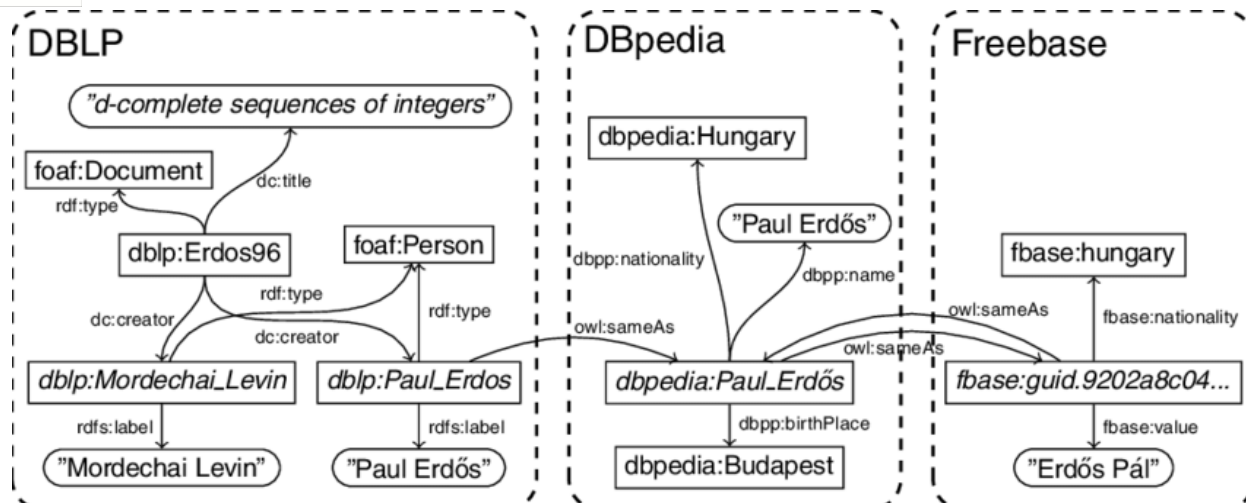 DBLP
"d-complete sequences of integers"
foaf:Document
rdf:type
dc:title
dblp:Erdos96
foaf:Person
rdf:type
dc:creator
rdf:type
dc:creator
dblp:Mordechai_Levin
dblp:Paul_Erdos
rdfs:label
rdfs:label
"Mordechai Levin"
"Paul Erdős"
owl:sameAs
DBpedia
dbpedia:Hungary
"Paul Erdős"
dbpp:nationality
dbpp:name
dbpedia:Paul_Erdős
dbpp:birthPlace
dbpedia:Budapest
owl:sameAs
owl:sameAs
Freebase
fbase:hungary
fbase:nationality
fbase:guid.9202a8c04...
fbase:value
"Erdős Pál"